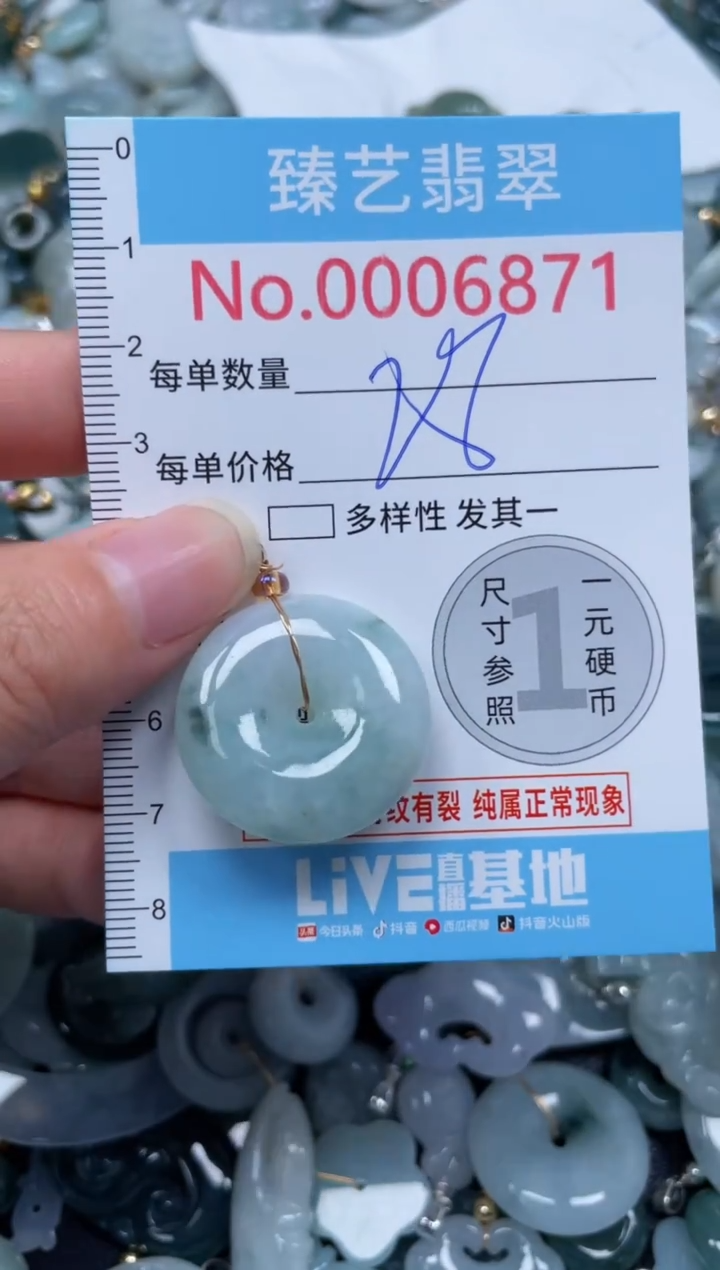 臻艺翡翠
No.0006871
每单数量
每单价格
多样性 发其一
尺寸参照
1
一元硬币
纹有裂 纯属正常现象
LiVE直播基地
头条 今日头条 抖音 西瓜视频 抖音火山版
0
1
2
3
6
7
8